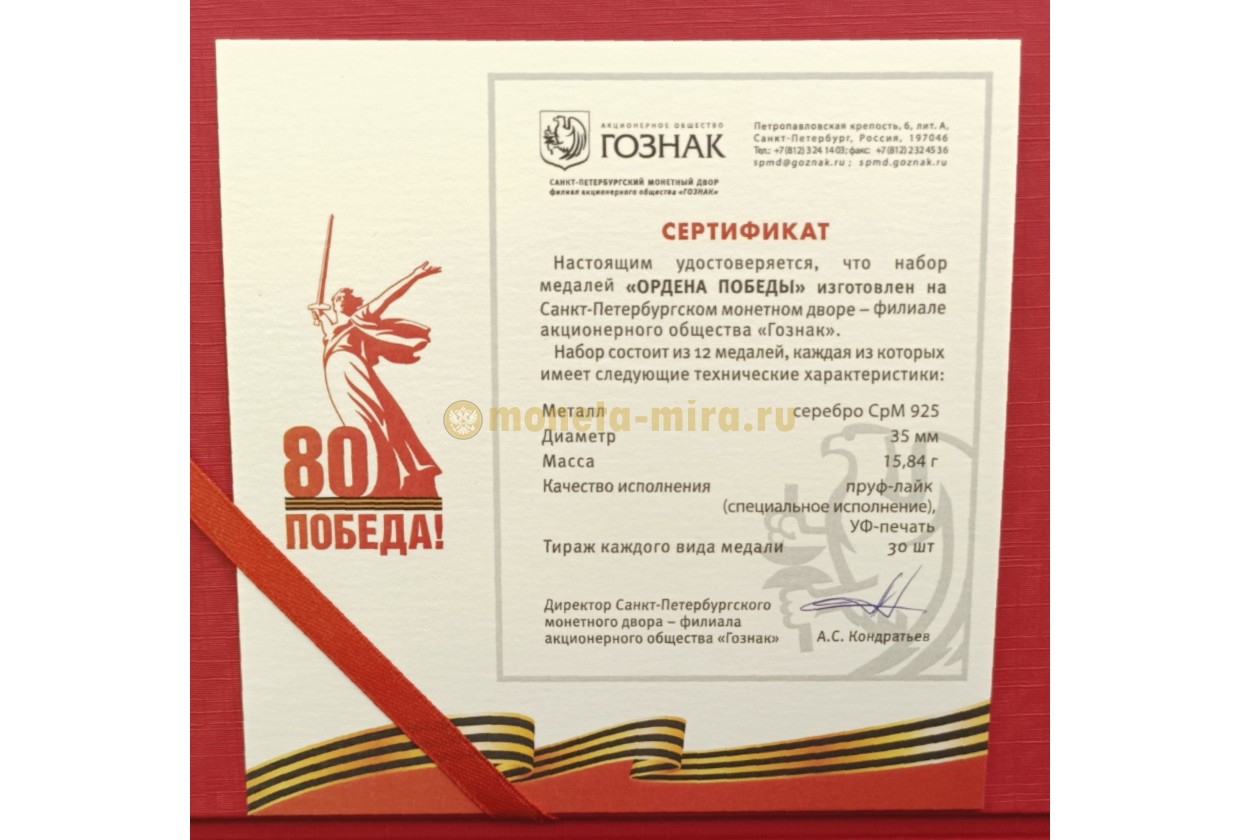 АКЦИОНЕРНОЕ ОБЩЕСТВО
ГОЗНАК
САНКТ-ПЕТЕРБУРГСКИЙ МОНЕТНЫЙ ДВОР
филиал акционерного общества «ГОЗНАК»
Петропавловская крепость, 6, лит. А,
Санкт-Петербург, Россия, 197046
Тел.: +7(812)324 14 03; факс: +7(812)232 45 36
spmd@goznak.ru ; spmd.goznak.ru
СЕРТИФИКАТ
Настоящим удостоверяется, что набор
медалей «ОРДЕНА ПОБЕДЫ» изготовлен на
Санкт-Петербургском монетном дворе – филиале
акционерного общества «Гознак».
Набор состоит из 12 медалей, каждая из которых
имеет следующие технические характеристики:
Металл серебро СрМ 925
moneta-mira.ru
Диаметр 35 мм
Масса 15,84 г
Качество исполнения пруф-лайк
(специальное исполнение),
УФ-печать
Тираж каждого вида медали 30 шт
Директор Санкт-Петербургского
монетного двора – филиала
акционерного общества «Гознак» А.С. Кондратьев
80
ПОБЕДА!